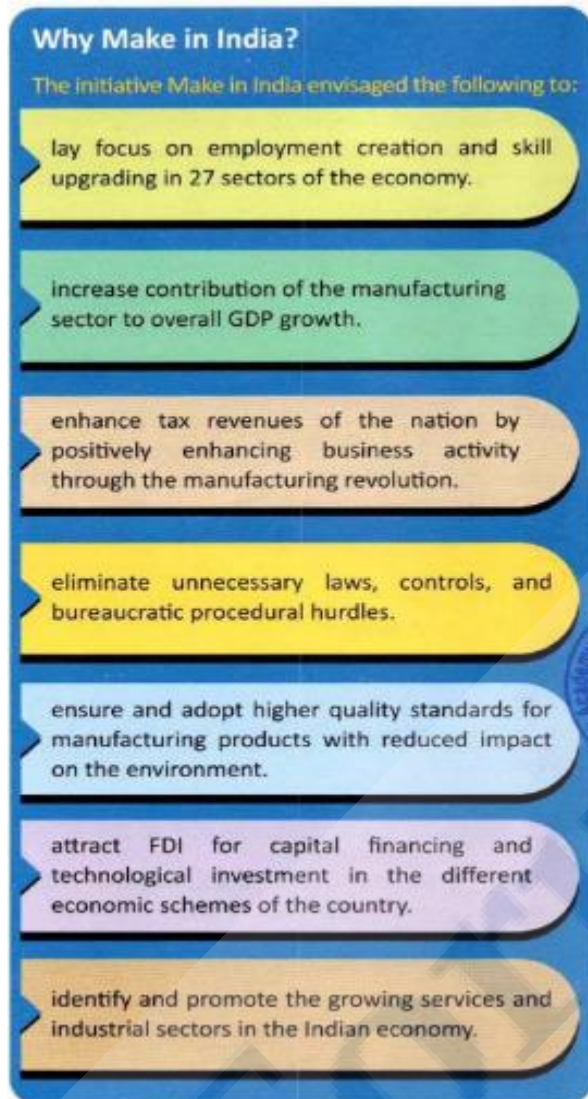 Why Make in India?
The initiative Make in India envisaged the following to:
lay focus on employment creation and skill
upgrading in 27 sectors of the economy.
increase contribution of the manufacturing
sector to overall GDP growth.
enhance tax revenues of the nation by
positively enhancing business activity
through the manufacturing revolution.
eliminate unnecessary laws, controls, and
bureaucratic procedural hurdles.
ensure and adopt higher quality standards for
manufacturing products with reduced impact
on the environment.
attract FDI for capital financing and
technological investment in the different
economic schemes of the country.
identify and promote the growing services and
industrial sectors in the Indian economy.